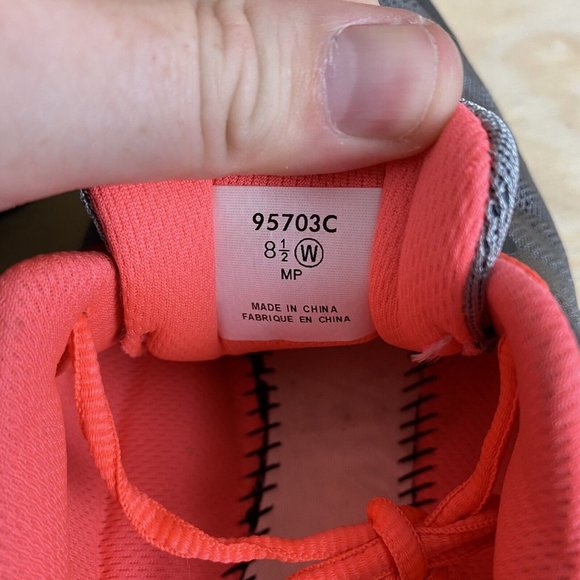 95703C
8½ Ⓦ
MP
MADE IN CHINA
FABRIQUE EN CHINA